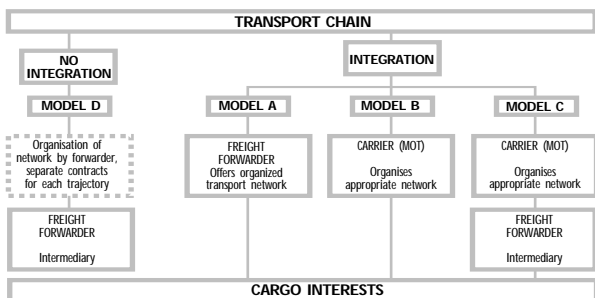 TRANSPORT CHAIN
NO
INTEGRATION
INTEGRATION
MODEL D
MODEL A
MODEL B
MODEL C
Organisation of
network by forwarder,
separate contracts
for each trajectory
FREIGHT
FORWARDER
Offers organized
transport network
CARRIER (MOT)
Organises
appropriate network
CARRIER (MOT)
Organises
appropriate network
FREIGHT
FORWARDER
Intermediary
FREIGHT
FORWARDER
Intermediary
CARGO INTERESTS